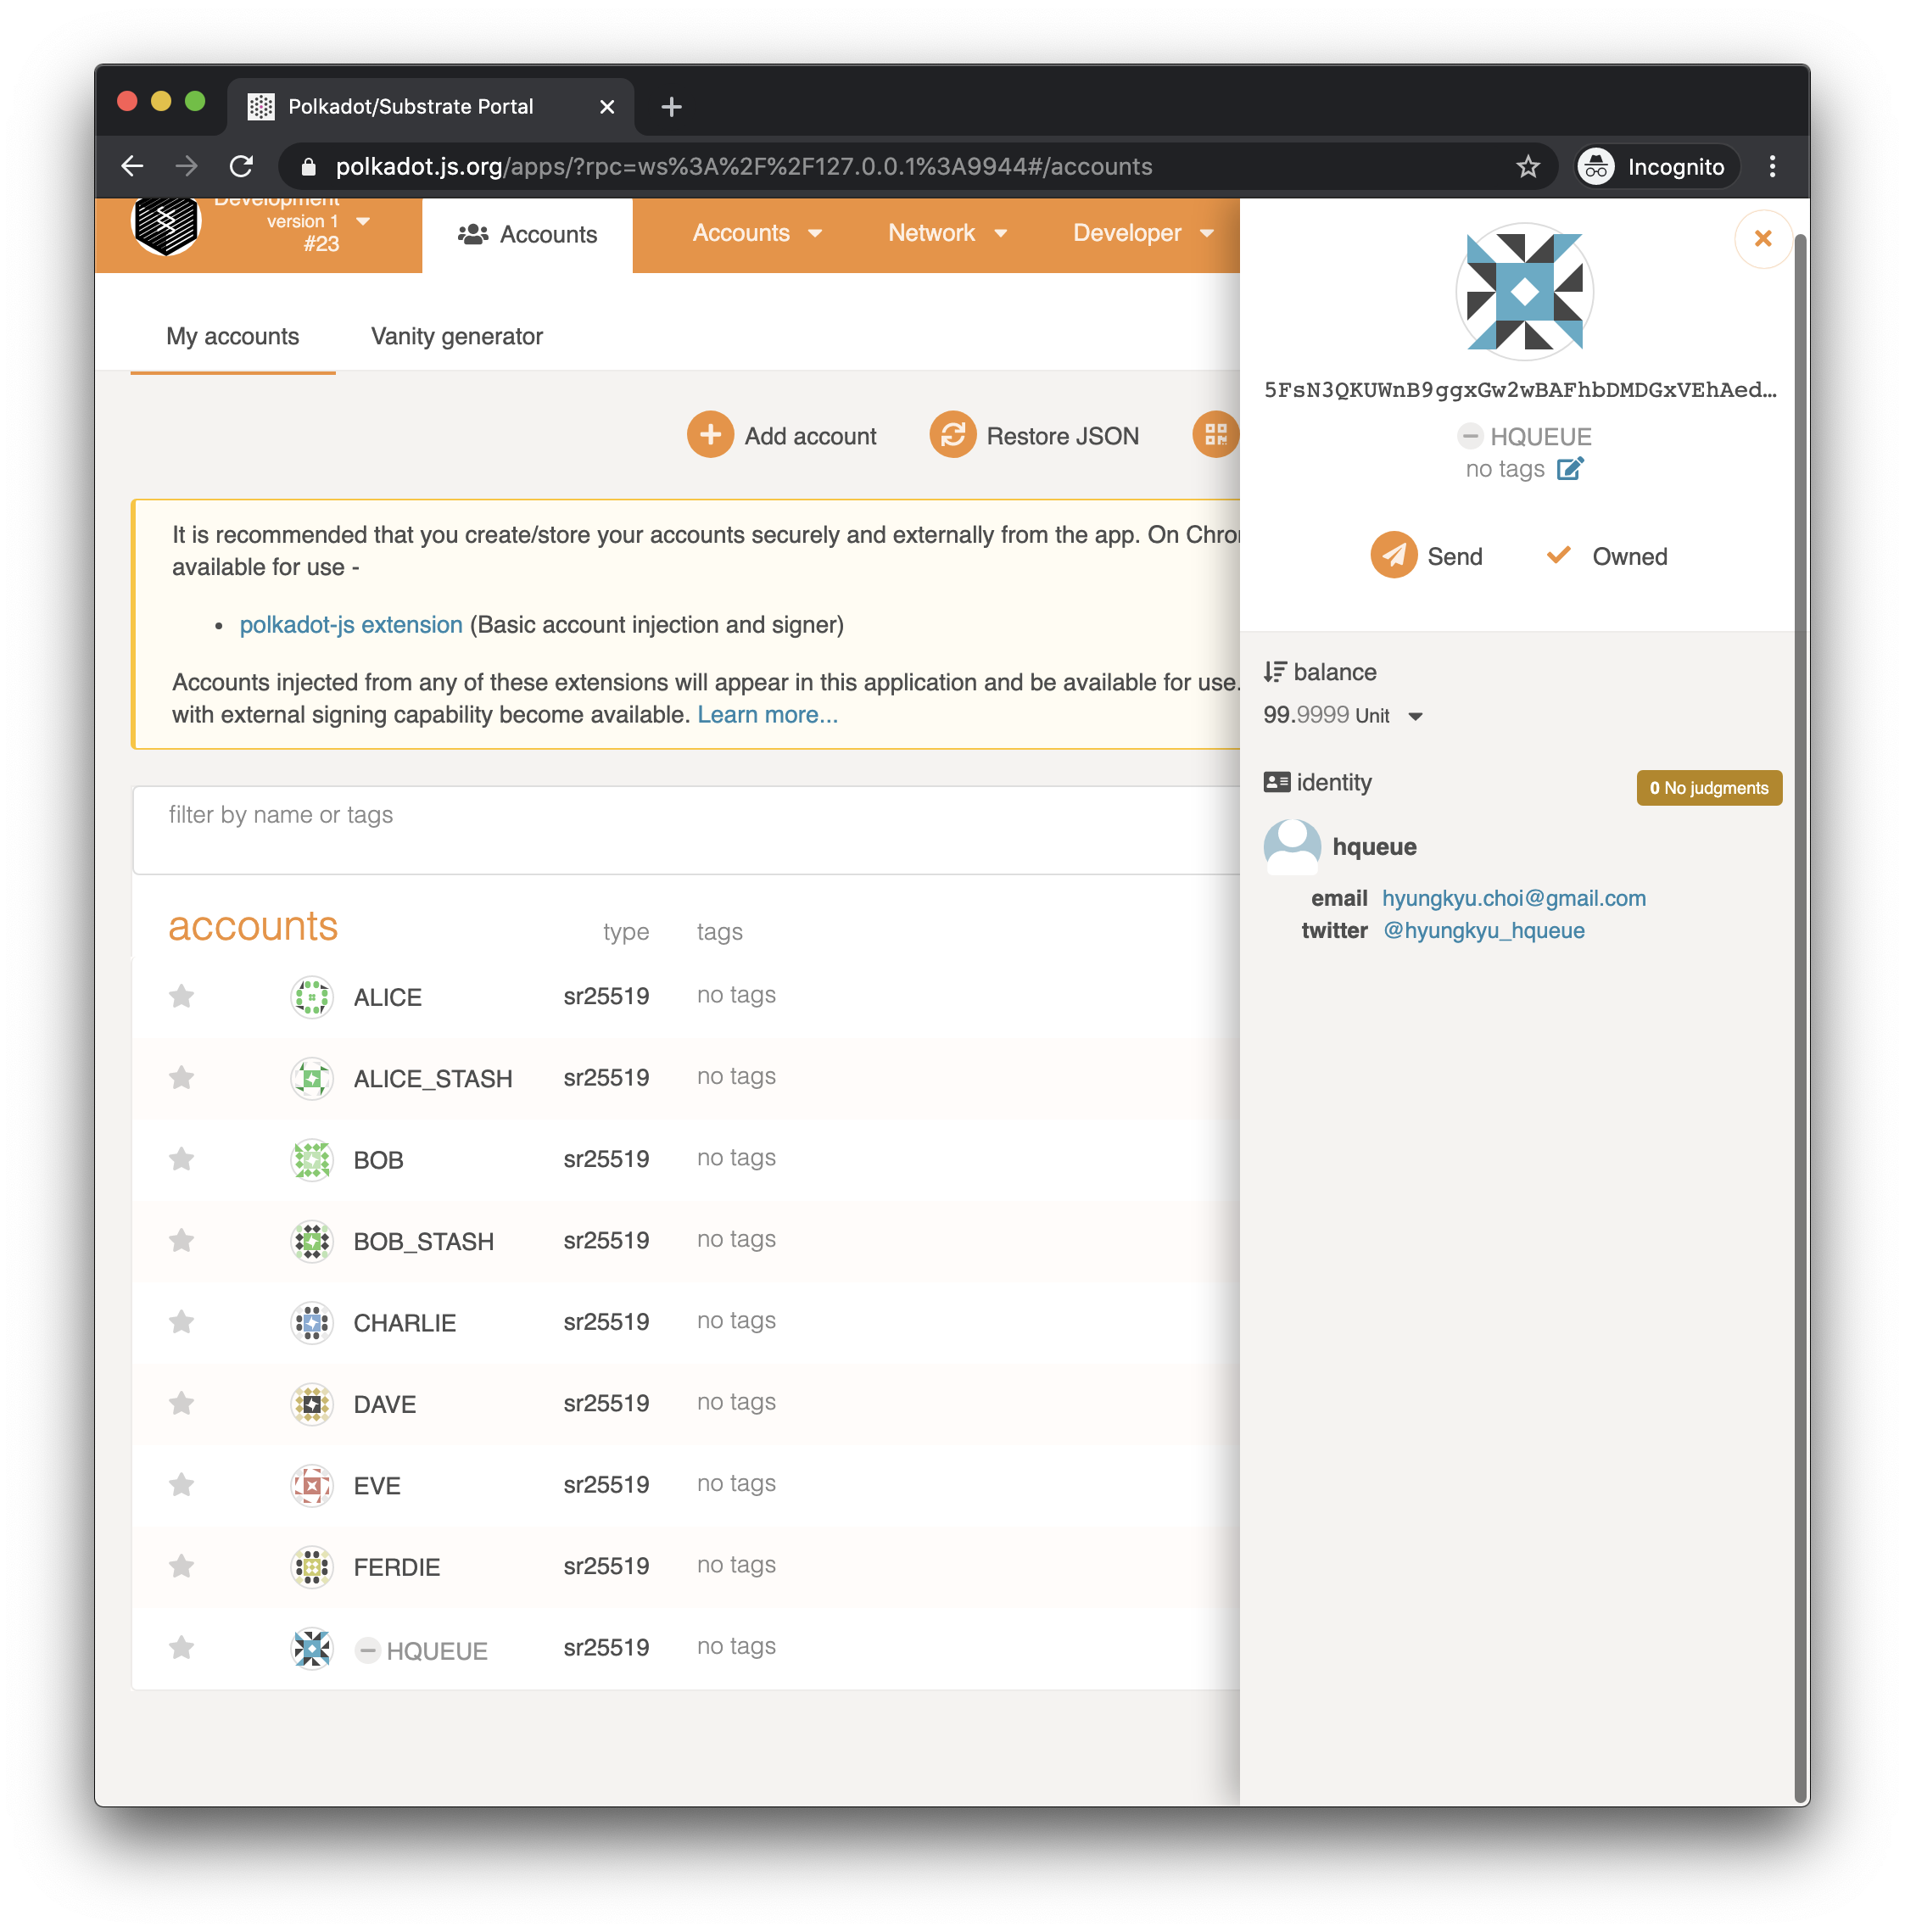 Polkadot/Substrate Portal
polkadot.js.org/apps/?rpc=ws%3A%2F%2F127.0.0.1%3A9944#/accounts
Incognito
Development
version 1
#23
Accounts
Accounts
Network
Developer
My accounts
Vanity generator
Add account
Restore JSON
It is recommended that you create/store your accounts securely and externally from the app. On Chro
available for use -
• polkadot-js extension (Basic account injection and signer)
Accounts injected from any of these extensions will appear in this application and be available for use.
with external signing capability become available. Learn more...
filter by name or tags
accounts type tags
ALICE sr25519 no tags
ALICE_STASH sr25519 no tags
BOB sr25519 no tags
BOB_STASH sr25519 no tags
CHARLIE sr25519 no tags
DAVE sr25519 no tags
EVE sr25519 no tags
FERDIE sr25519 no tags
HQUEUE sr25519 no tags
5FsN3QKUWnB9ggxGw2wBAFhbDMDGxVEhAed...
HQUEUE
no tags
Send
Owned
balance
99.9999 Unit
identity
0 No judgments
hqueue
email hyungkyu.choi@gmail.com
twitter @hyungkyu_hqueue